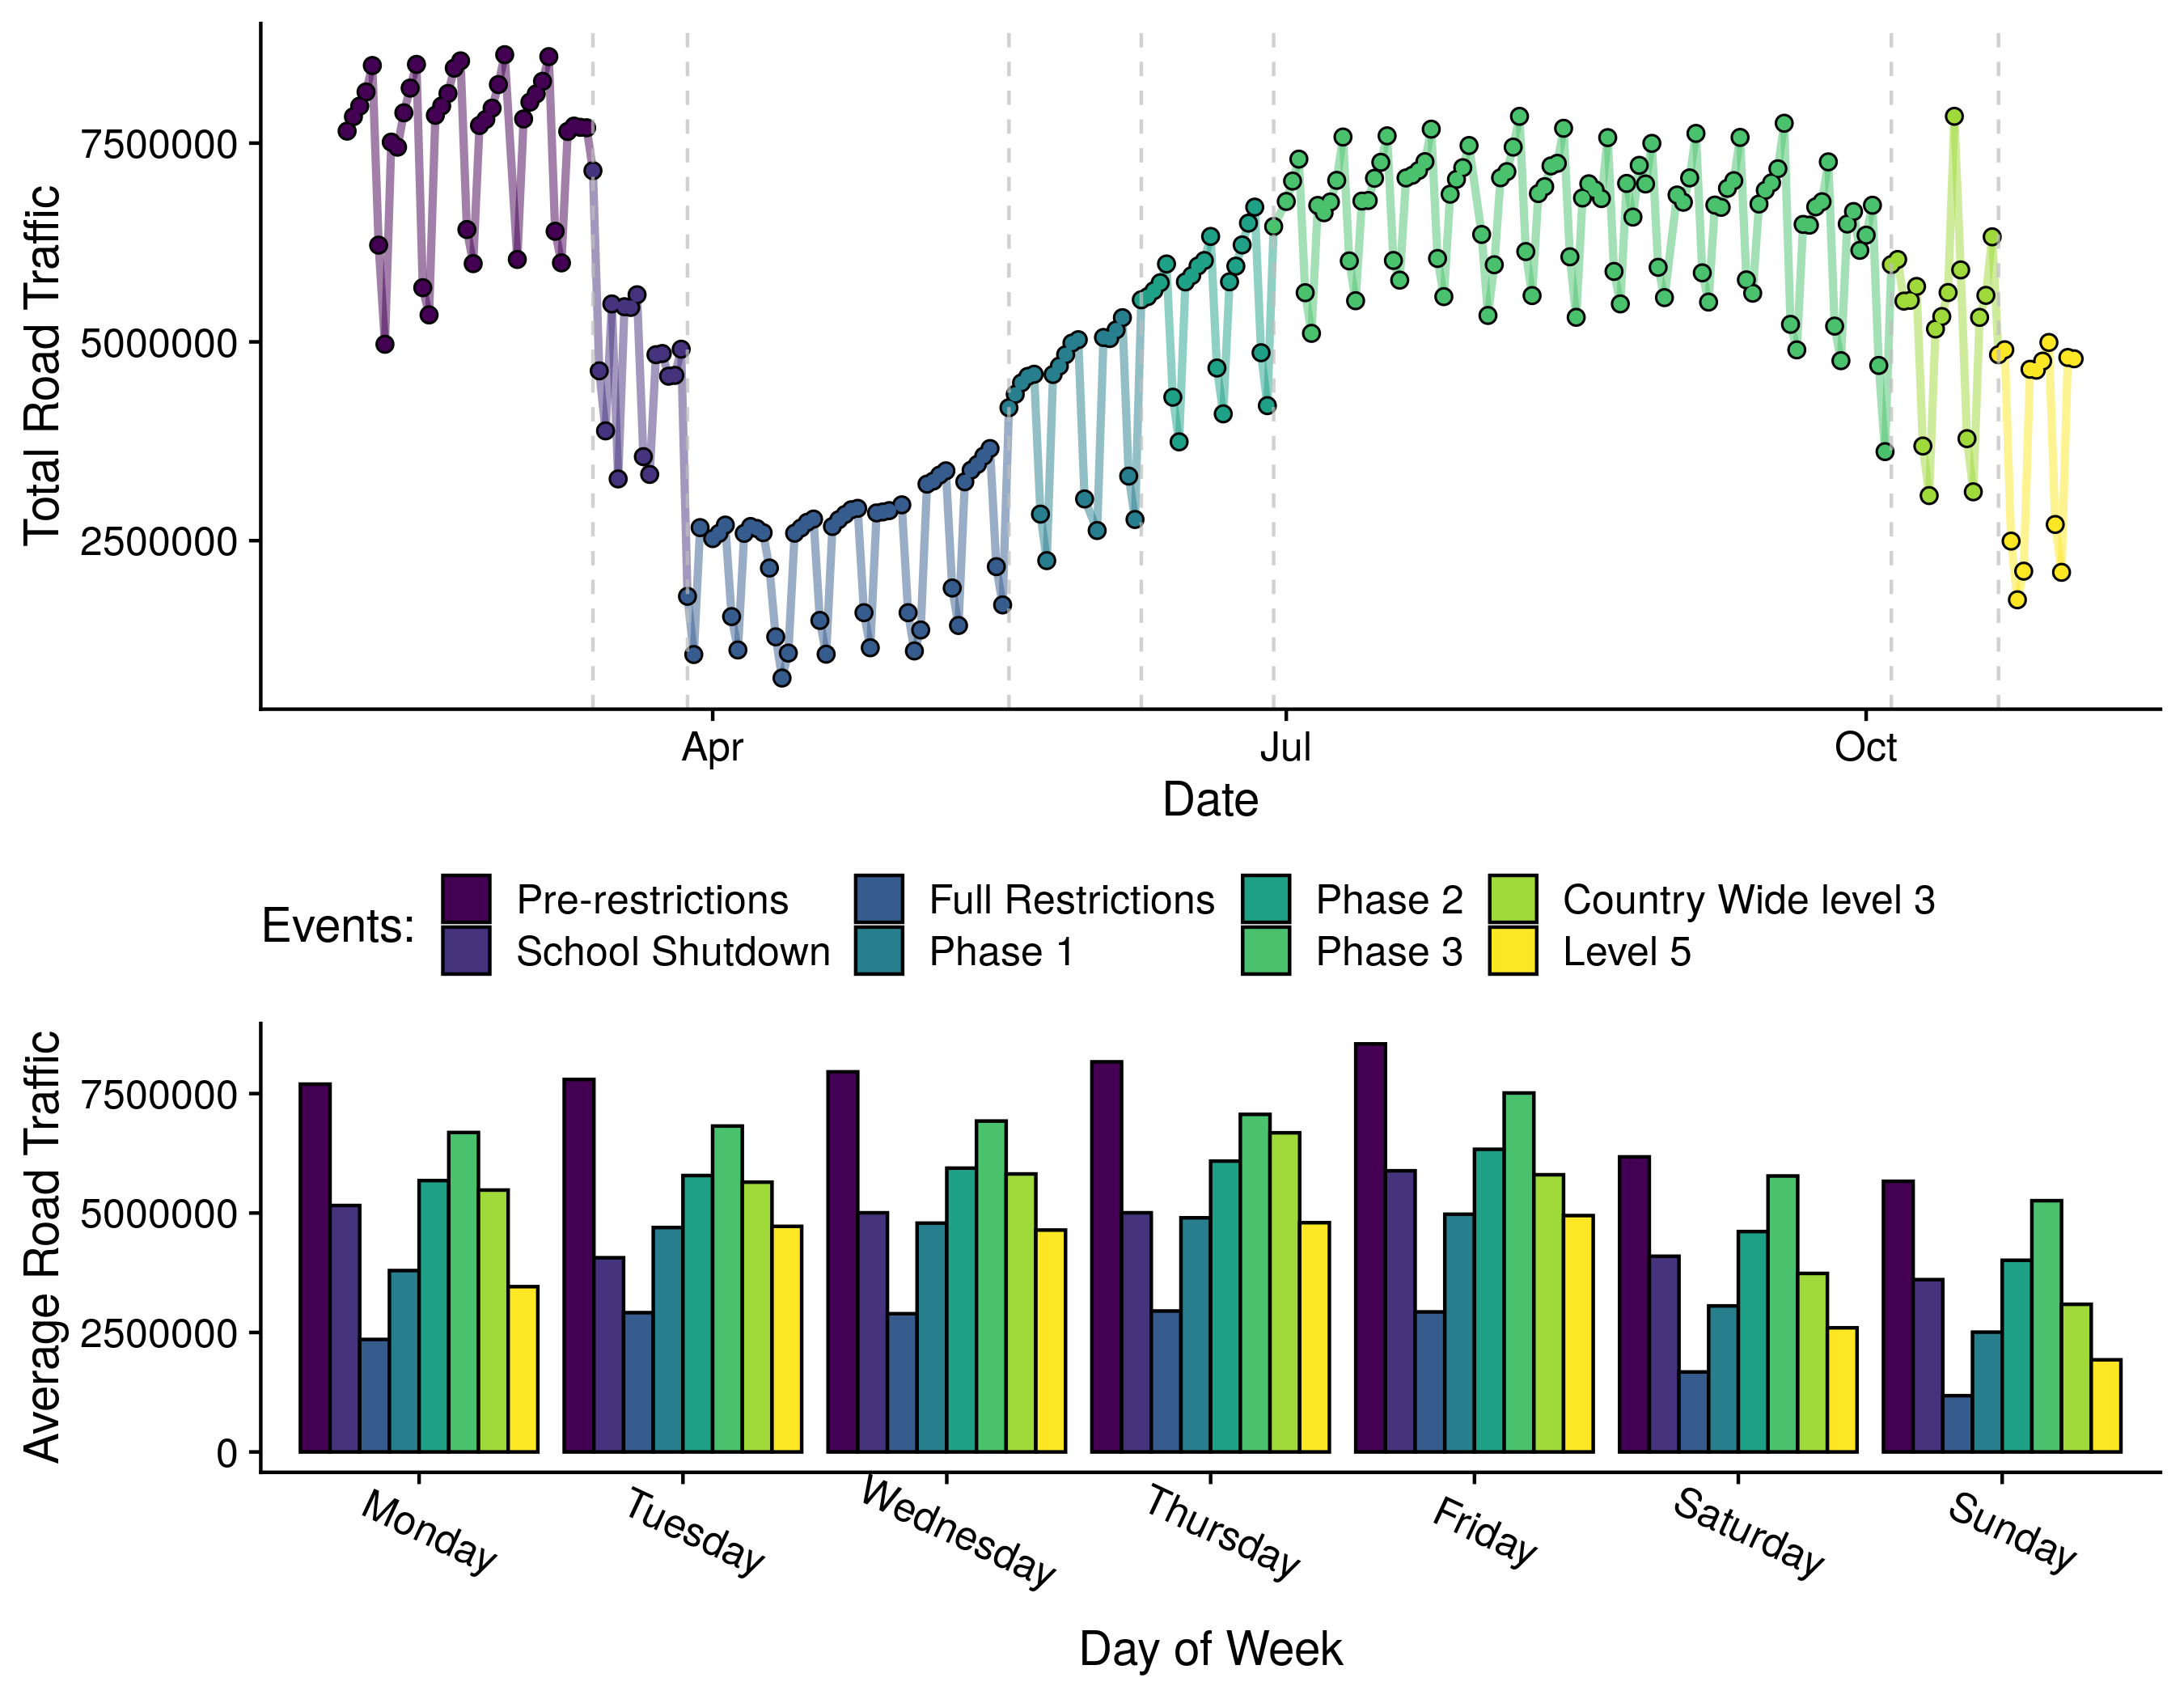 Total Road Traffic
7500000
5000000
2500000
Apr
Jul
Oct
Date
Events:
Pre-restrictions
Full Restrictions
Phase 2
Country Wide level 3
School Shutdown
Phase 1
Phase 3
Level 5
Average Road Traffic
7500000
5000000
2500000
0
Monday
Tuesday
Wednesday
Thursday
Friday
Saturday
Sunday
Day of Week